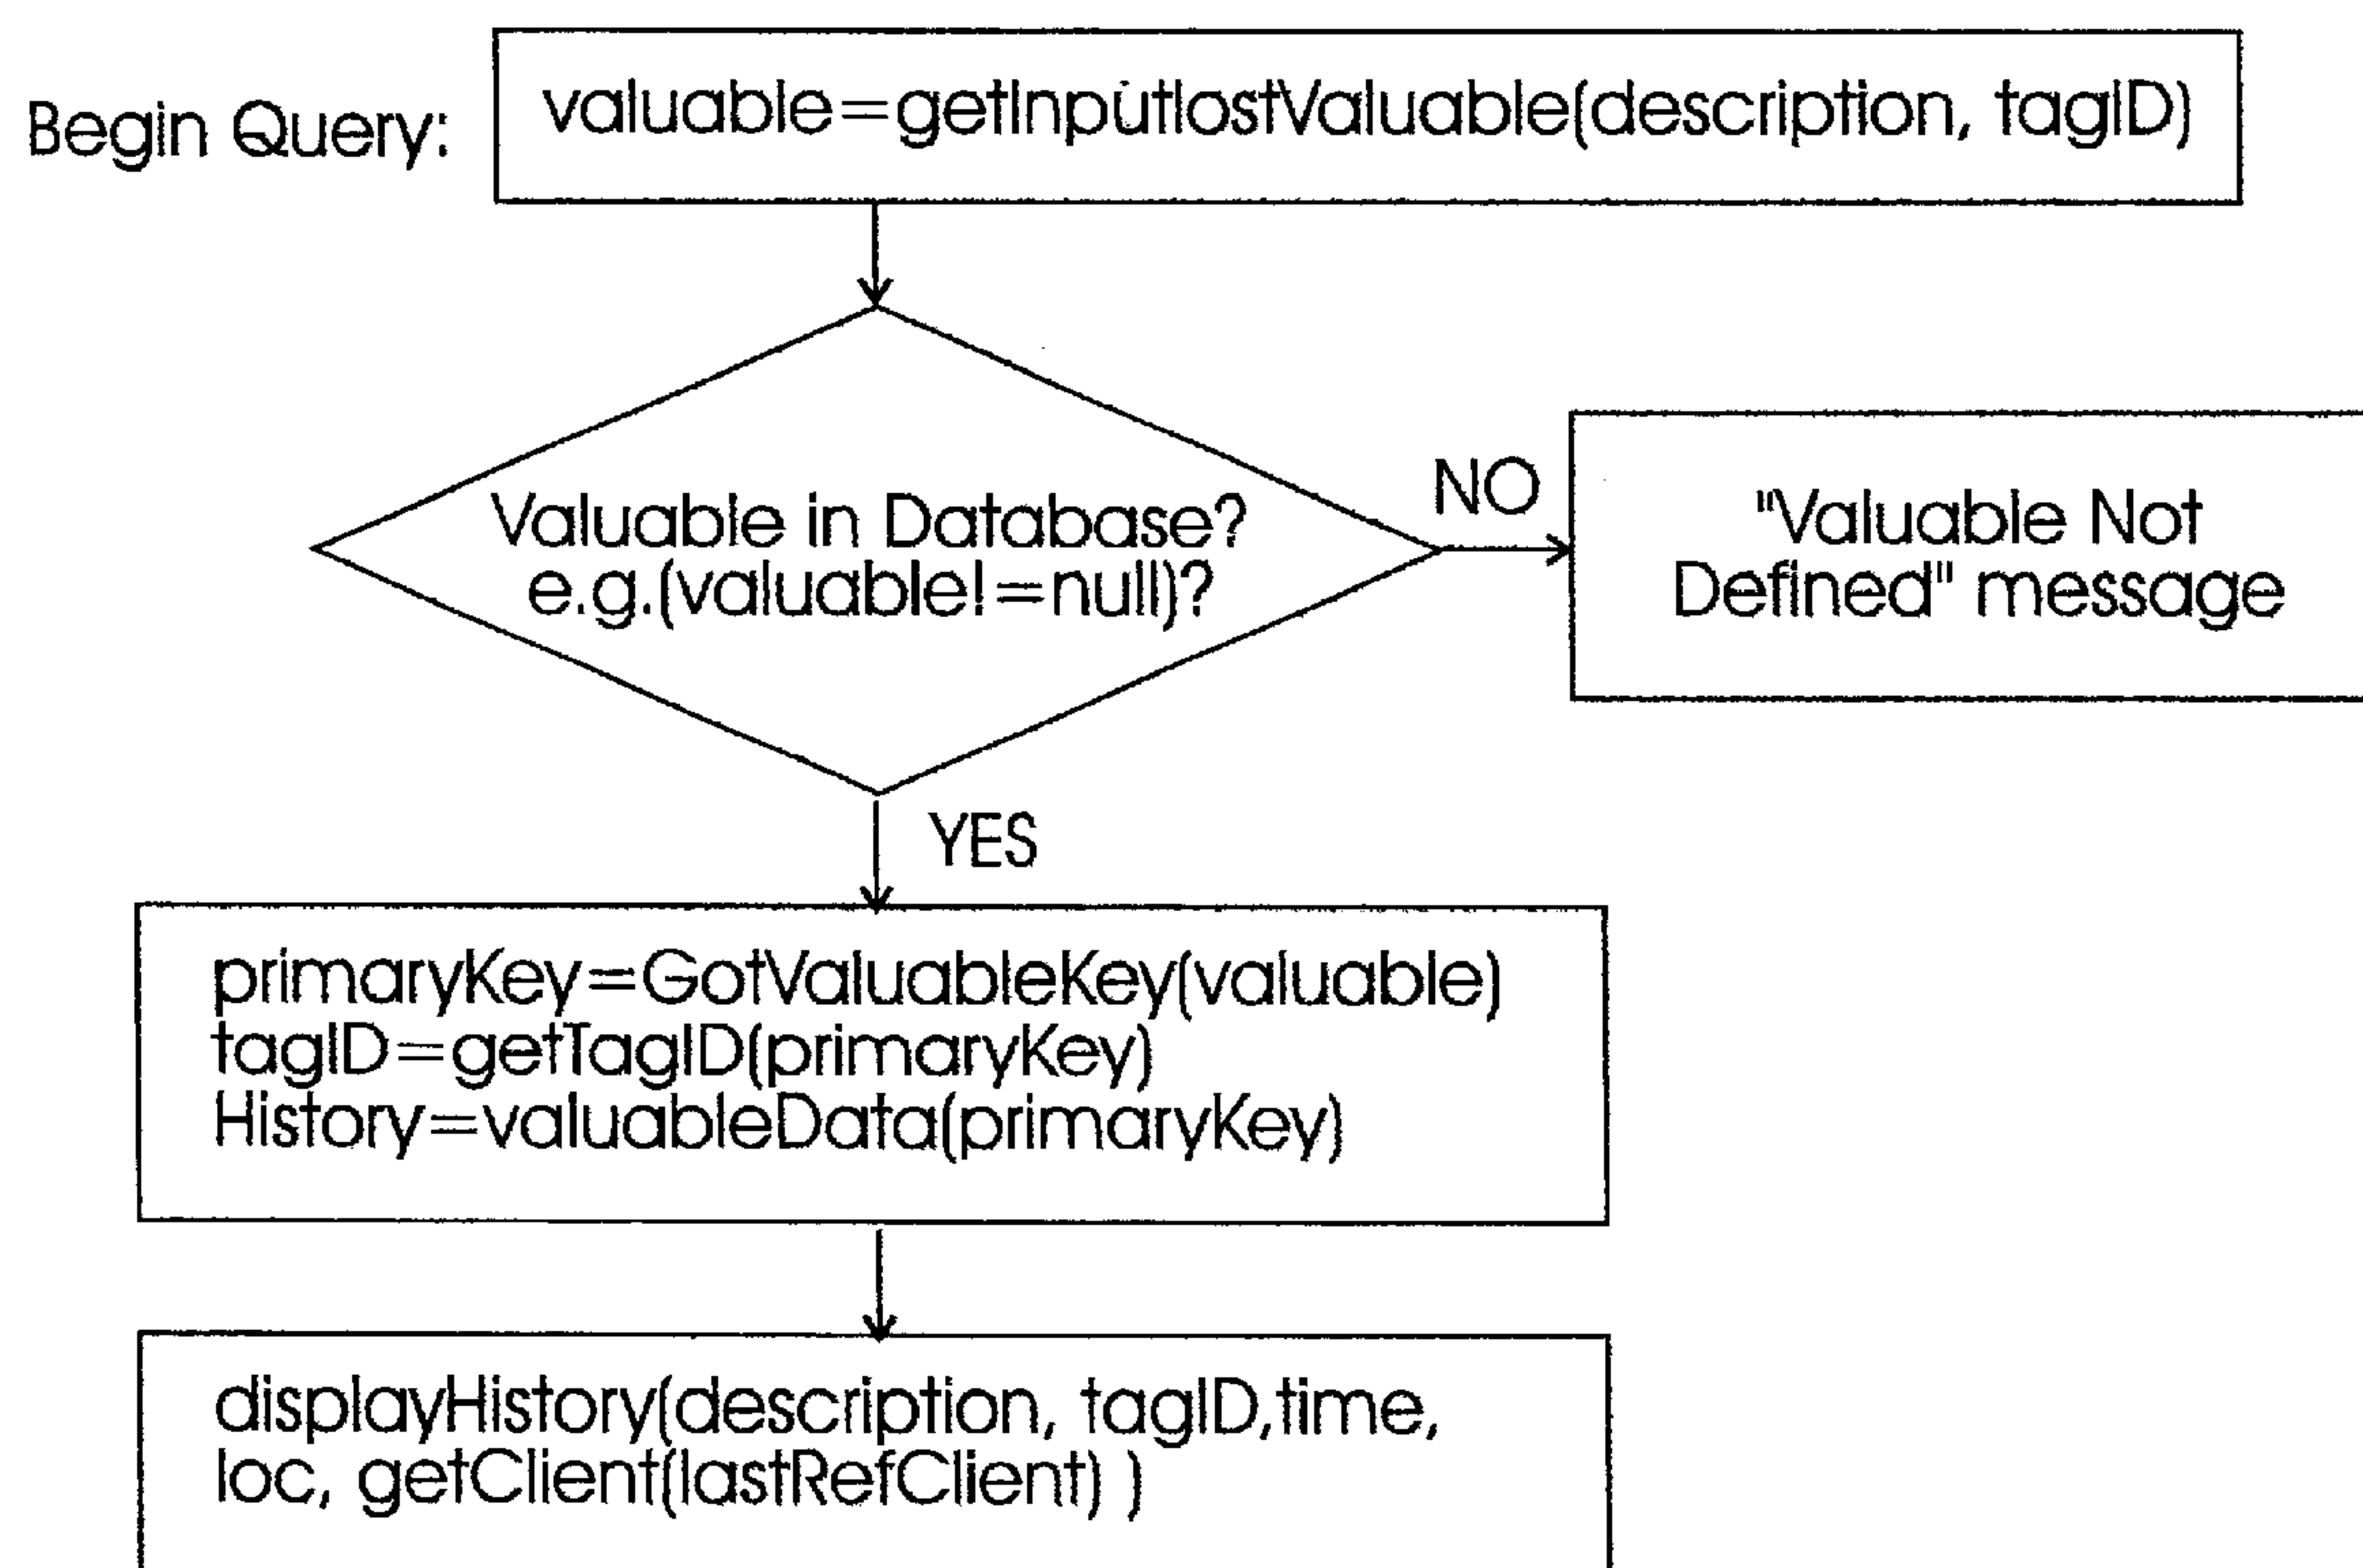 Begin Query:
valuable=getInputlostValuable(description, tagID)
Valuable in Database?
e.g.(valuable!=null)?
NO
"Valuable Not
Defined" message
YES
primaryKey=GotValuableKey(valuable)
tagID=getTagID(primaryKey)
History=valuableData(primaryKey)
displayHistory(description, tagID,time,
loc, getClient(lastRefClient) )